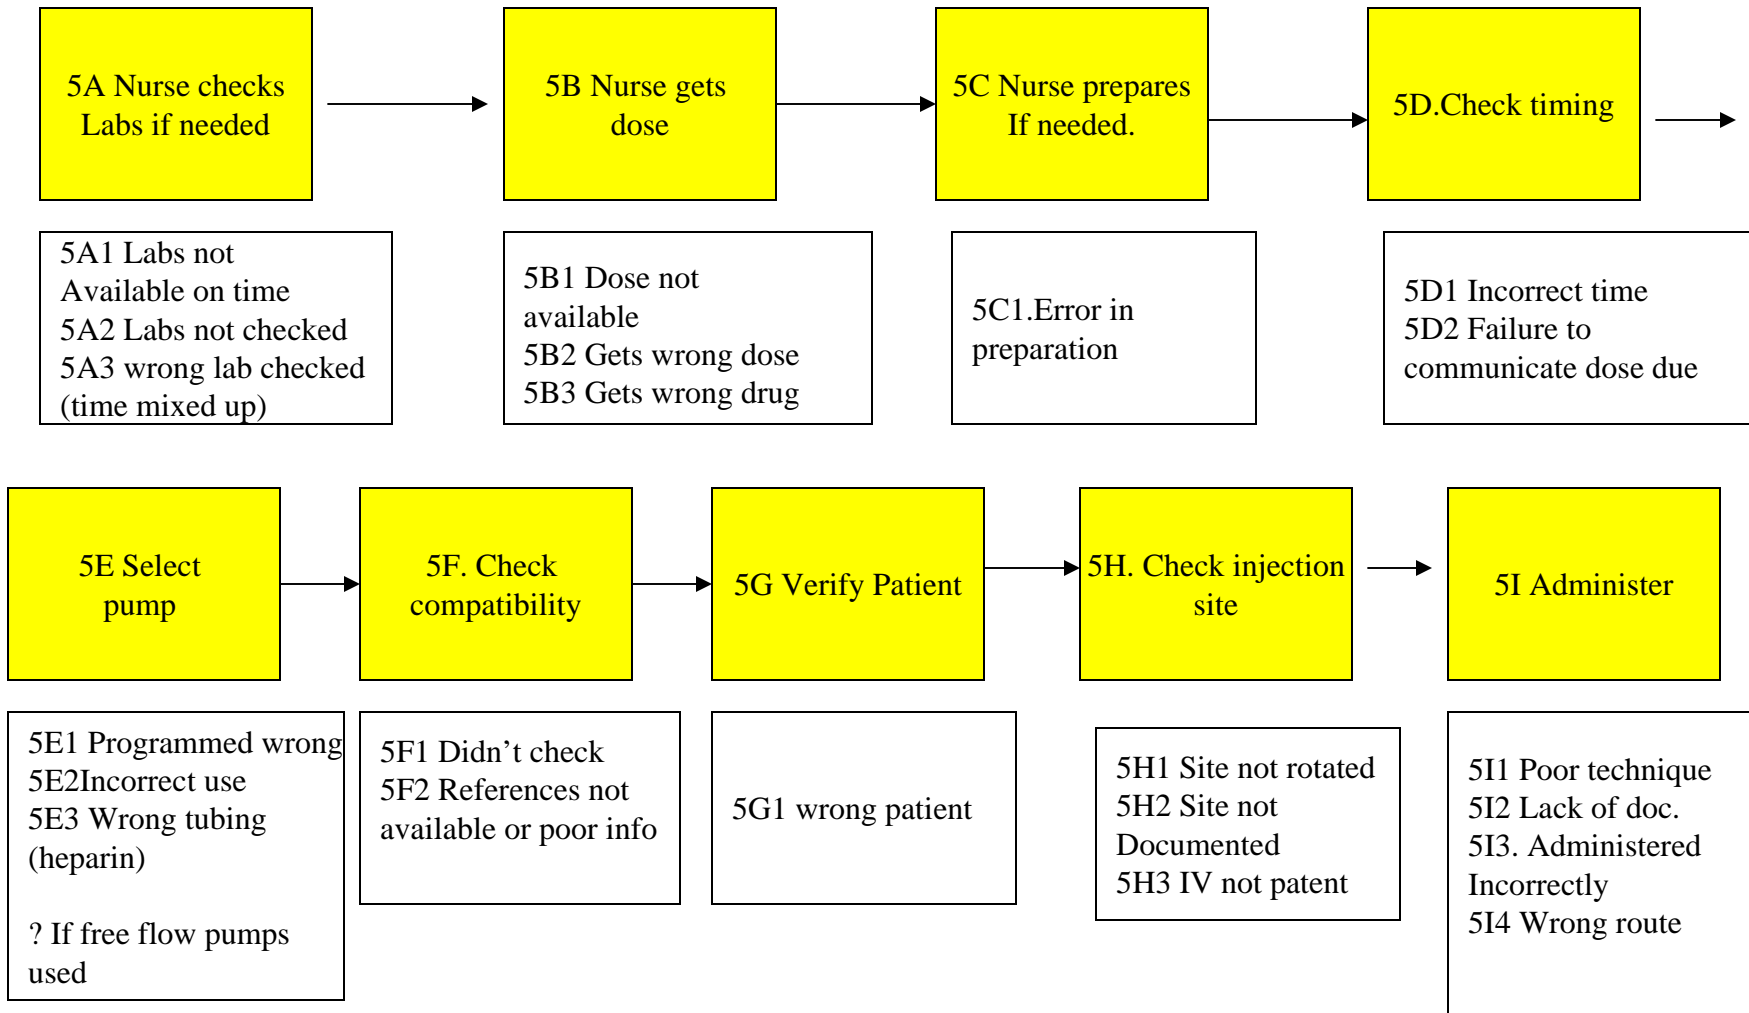 5A Nurse checks
Labs if needed
5B Nurse gets
dose
5C Nurse prepares
If needed.
5D.Check timing
5A1 Labs not
Available on time
5A2 Labs not checked
5A3 wrong lab checked
(time mixed up)
5B1 Dose not
available
5B2 Gets wrong dose
5B3 Gets wrong drug
5C1.Error in
preparation
5D1 Incorrect time
5D2 Failure to
communicate dose due
5E Select
pump
5F. Check
compatibility
5G Verify Patient
5H. Check injection
site
5I Administer
5E1 Programmed wrong
5E2Incorrect use
5E3 Wrong tubing
(heparin)
? If free flow pumps
used
5F1 Didn’t check
5F2 References not
available or poor info
5G1 wrong patient
5H1 Site not rotated
5H2 Site not
Documented
5H3 IV not patent
5I1 Poor technique
5I2 Lack of doc.
5I3. Administered
Incorrectly
5I4 Wrong route